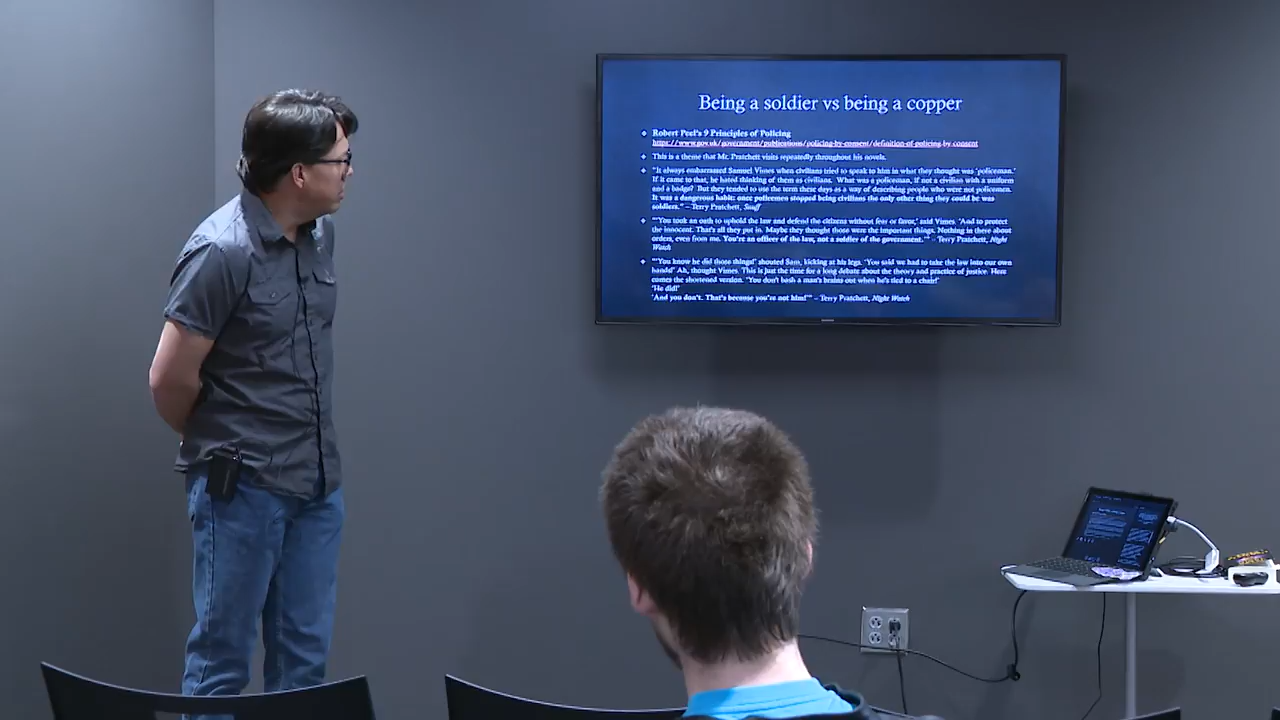 Being a soldier vs being a copper
Robert Peel's 9 Principles of Policing
https://www.gov.uk/government/publications/policing-by-consent/definition-of-policing-by-consent
This is a theme that Mr. Pratchett visits repeatedly throughout his novels.
"It always embarrassed Samuel Vimes when civilians tried to speak to him in what they thought was 'policeman.'
If it came to that, he hated thinking of them as civilians. What was a policeman, if not a civilian with a uniform
and a badge? But they tended to use the term these days as a way of describing people who were not policemen.
It was a dangerous habit: once policemen stopped being civilians the only other thing they could be was
soldiers." – Terry Pratchett, Snuff
"'You took an oath to uphold the law and defend the citizens without fear or favor,' said Vimes. 'And to protect
the innocent. That's all they put in. Maybe they thought those were the important things. Nothing in there about
orders, even from me. You're an officer of the law, not a soldier of the government.'" – Terry Pratchett, Night
Watch
"'You know he did those things!' shouted Sam, kicking at his legs. 'You said we had to take the law into our own
hands!' Ah, thought Vimes. This is just the time for a long debate about the theory and practice of justice. Here
comes the shortened version. 'You don't bash a man's brains out when he's tied to a chair!'
'He did!'
'And you don't. That's because you're not him!'" – Terry Pratchett, Night Watch